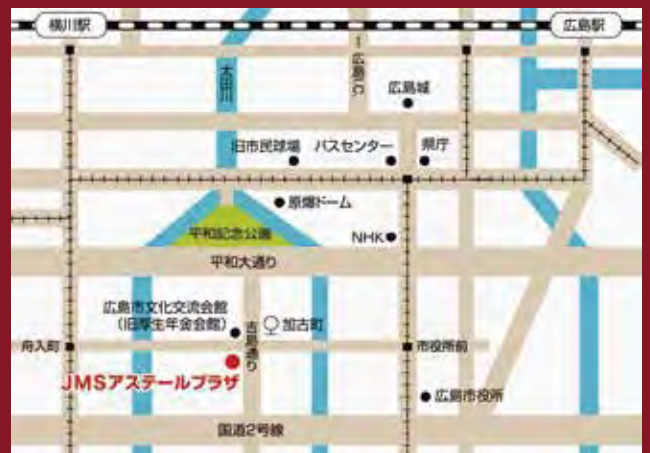 横川駅
広島駅
太田川
広島I.C.
広島城
旧市民球場
バスセンター
県庁
原爆ドーム
平和記念公園
NHK
平和大通り
広島市文化交流会館
(旧厚生年金会館)
吉島通り
加古町
舟入町
市役所前
JMSアステールプラザ
広島市役所
国道2号線